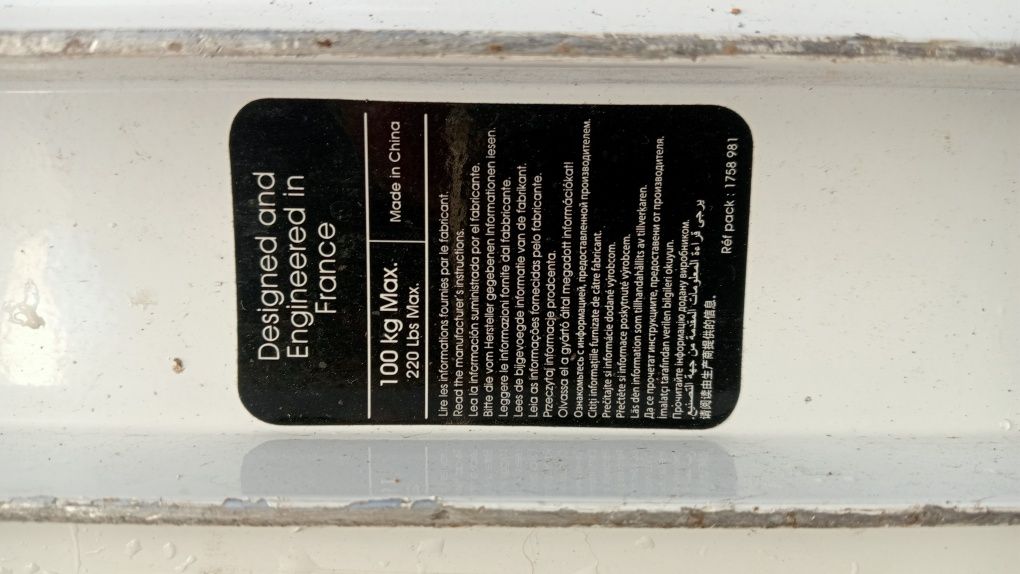 Designed and
Engineered in
France
100 kg Max.
220 Lbs Max.
Made in China
Lire les informations fournies par le fabricant.
Read the manufacturer's instructions.
Lea la información suministrada por el fabricante.
Bitte die vom Hersteller gegebenen Informationen lesen.
Leggere le informazioni fornite dal fabbricante.
Lees de bijgevoegde informatie van de fabrikant.
Leia as informações fornecidas pelo fabricante.
Przeczytaj informacje prodcenta.
Olvassa el a gyártó által megadott információkat!
Ознакомьтесь с информацией, предоставленной производителем.
Citiți informațiile furnizate de către fabricant.
Prečítajte si informácie dodané výrobcom.
Přečtěte si informace poskytnuté výrobcem.
Läs den information som tillhandahållits av tillverkaren.
Да се прочетат инструкциите, предоставени от производителя.
İmalatçı tarafından verilen bilgileri okuyun.
Прочитайте інформацію додану виробником.
يرجى قراءة المعلومات المقدمة من جهة التصنيع
请阅读由生产商提供的信息.
Réf pack : 1758 981